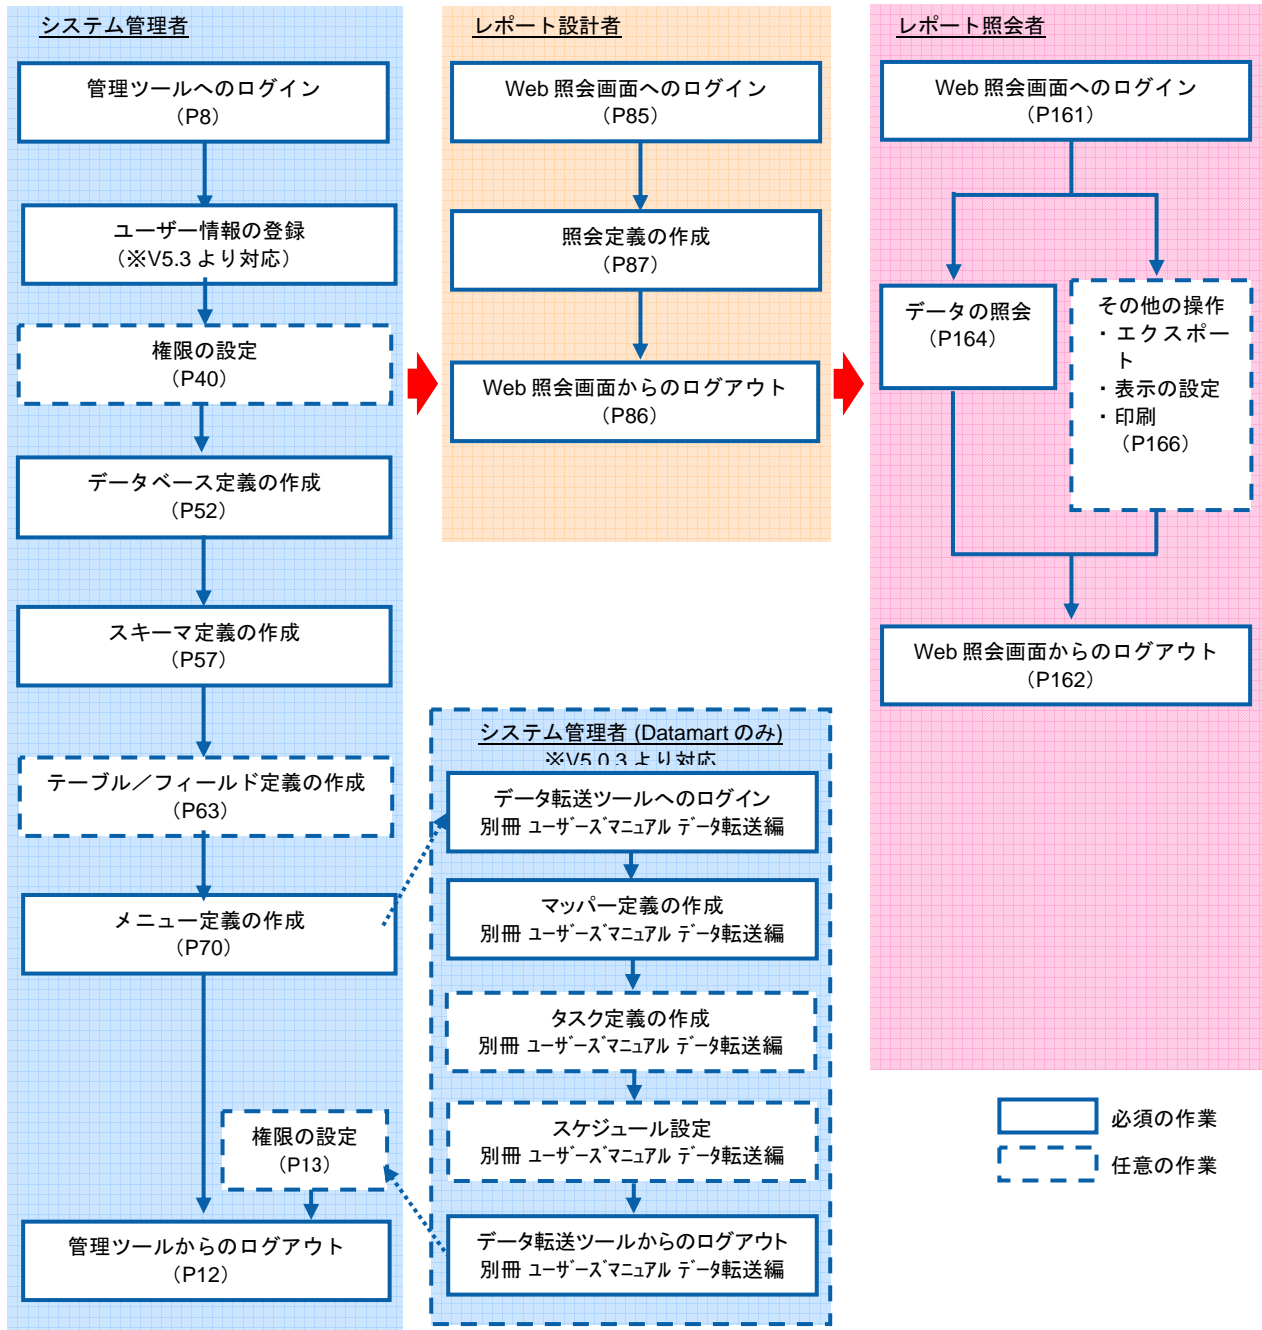 システム管理者
管理ツールへのログイン
（P8）
ユーザー情報の登録
（※V5.3 より対応）
権限の設定
（P40）
データベース定義の作成
（P52）
スキーマ定義の作成
（P57）
テーブル／フィールド定義の作成
（P63）
メニュー定義の作成
（P70）
権限の設定
（P13）
管理ツールからのログアウト
（P12）
レポート設計者
Web 照会画面へのログイン
（P85）
照会定義の作成
（P87）
Web 照会画面からのログアウト
（P86）
システム管理者 (Datamart のみ)
※V5.0.3 より対応
データ転送ツールへのログイン
別冊 ユーザーズマニュアル データ転送編
マッパー定義の作成
別冊 ユーザーズマニュアル データ転送編
タスク定義の作成
別冊 ユーザーズマニュアル データ転送編
スケジュール設定
別冊 ユーザーズマニュアル データ転送編
データ転送ツールからのログアウト
別冊 ユーザーズマニュアル データ転送編
レポート照会者
Web 照会画面へのログイン
（P161）
データの照会
（P164）
その他の操作
・エクスポー
ト
・表示の設定
・印刷
（P166）
Web 照会画面からのログアウト
（P162）
必須の作業
任意の作業